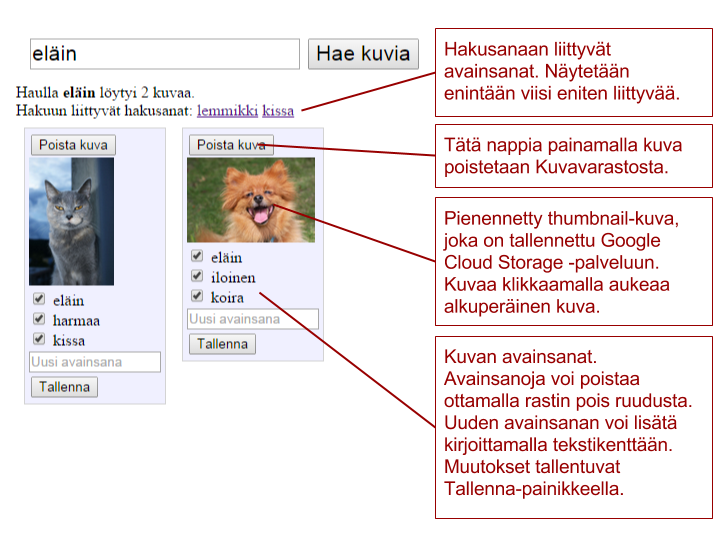 eläin
Hae kuvia
Haulla eläin löytyi 2 kuvaa.
Hakuun liittyvät hakusanat: lemmikki kissa
Poista kuva
eläin
harmaa
kissa
Uusi avainsana
Tallenna
Poista kuva
eläin
iloinen
koira
Uusi avainsana
Tallenna
Hakusanaan liittyvät
avainsanat. Näytetään
enintään viisi eniten liittyvää.
Tätä nappia painamalla kuva
poistetaan Kuvavarastosta.
Pienennetty thumbnail-kuva,
joka on tallennettu Google
Cloud Storage -palveluun.
Kuvaa klikkaamalla aukeaa
alkuperäinen kuva.
Kuvan avainsanat.
Avainsanoja voi poistaa
ottamalla rastin pois ruudusta.
Uuden avainsanan voi lisätä
kirjoittamalla tekstikenttään.
Muutokset tallentuvat
Tallenna-painikkeella.